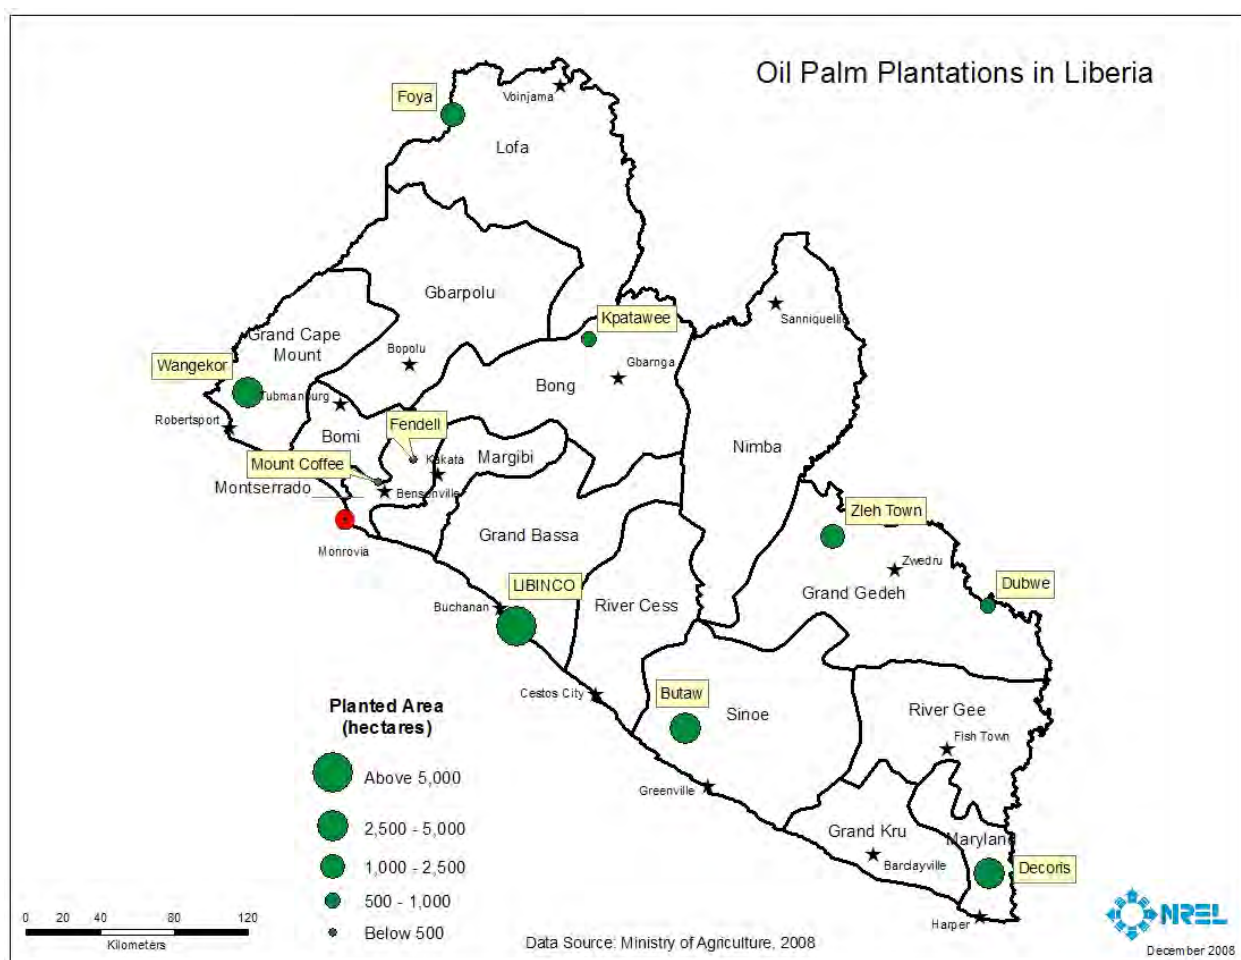 Oil Palm Plantations in Liberia
Foya
Voinjama
Lofa
Gbarpolu
Sanniquellie
Kpatawee
Grand Cape
Mount
Bopolu
Gbarnga
Wangekor
Tubmanburg
Bong
Robertsport
Fendell
Bomi
Nimba
Kakata
Margibi
Mount Coffee
Montserrado
Bensonville
Zleh Town
Monrovia
Grand Bassa
Zwedru
LIBINCO
Grand Gedeh
Dubwe
Buchanan
River Cess
Cestos City
Butaw
Sinoe
River Gee
Fish Town
Greenville
Grand Kru
Maryland
Barclayville
Decoris
Harper
Planted Area
(hectares)
Above 5,000
2,500 - 5,000
1,000 - 2,500
500 - 1,000
Below 500
0 20 40 80 120
Kilometers
Data Source: Ministry of Agriculture, 2008
NREL
December 2008